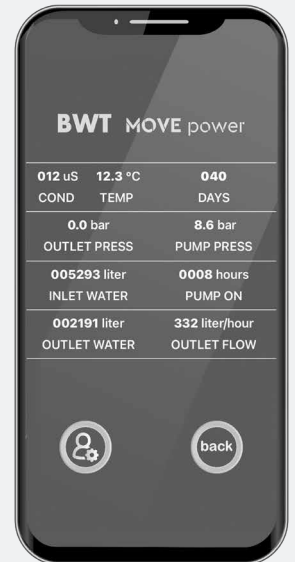 BWT MOVE power
012 uS 12.3 °C 040
COND TEMP DAYS
0.0 bar 8.6 bar
OUTLET PRESS PUMP PRESS
005293 liter 0008 hours
INLET WATER PUMP ON
002191 liter 332 liter/hour
OUTLET WATER OUTLET FLOW
back